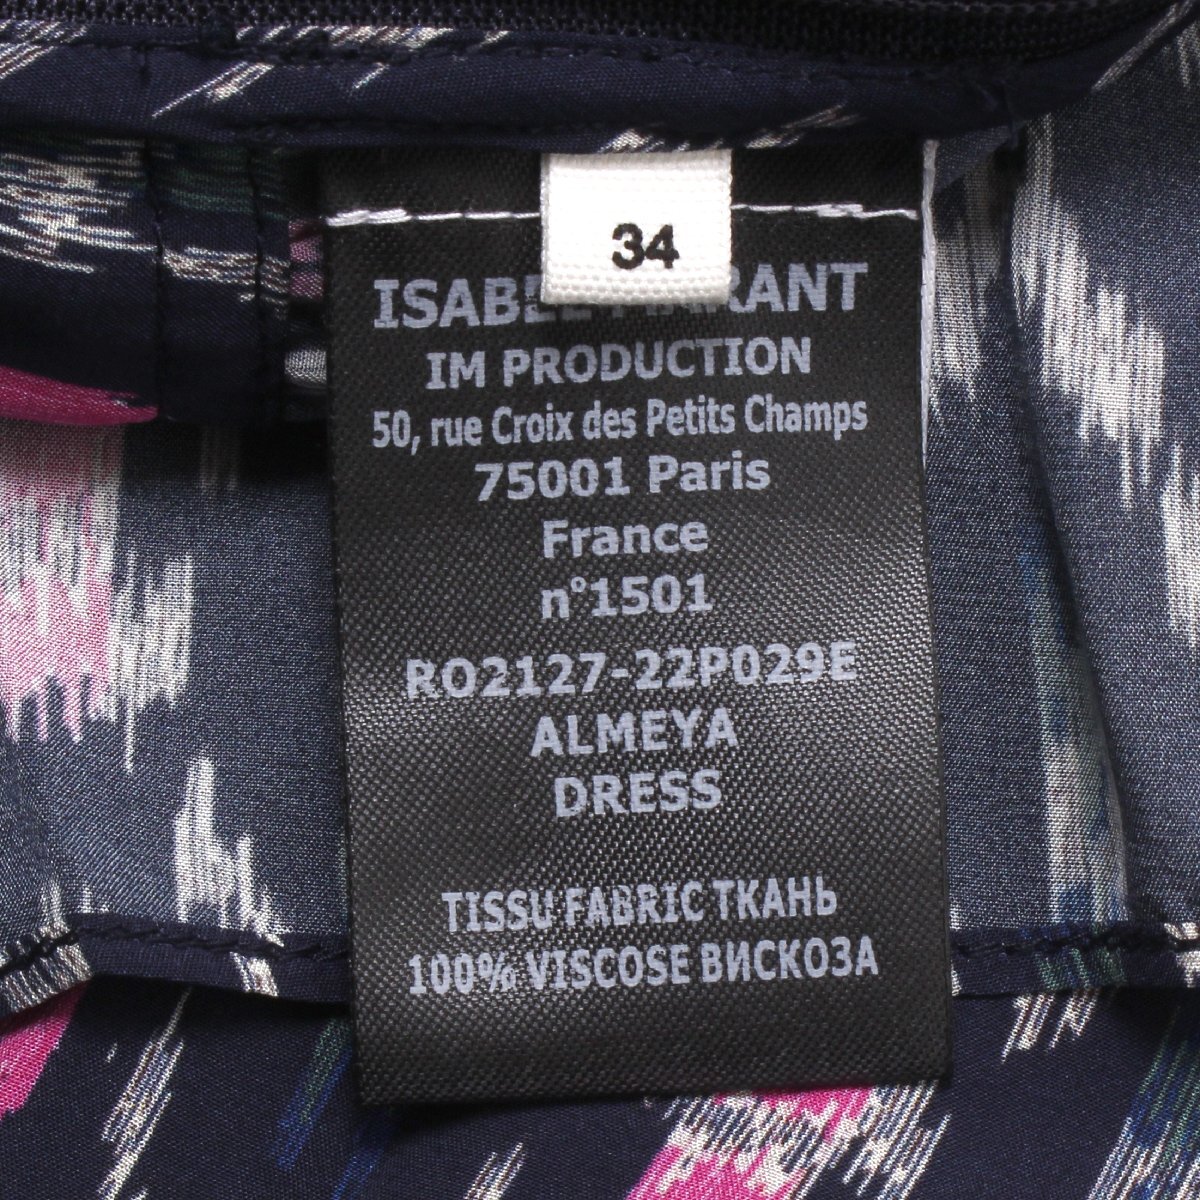 34
ISABEL MARANT
IM PRODUCTION
50, rue Croix des Petits Champs
75001 Paris
France
n°1501
RO2127-22P029E
ALMEYA
DRESS
TISSU FABRIC ТКАНЬ
100% VISCOSE ВИСКОЗА